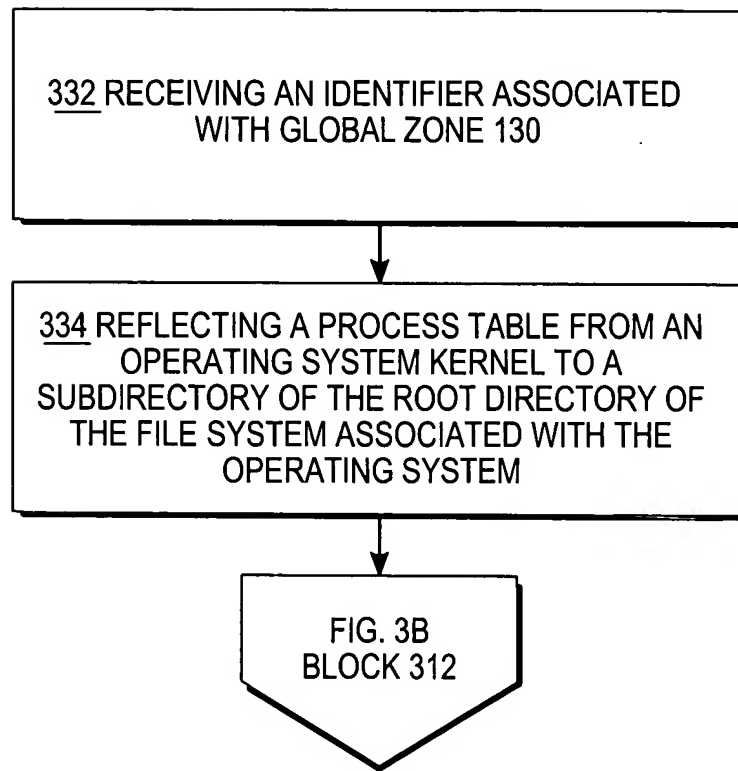 332 RECEIVING AN IDENTIFIER ASSOCIATED
WITH GLOBAL ZONE 130
334 REFLECTING A PROCESS TABLE FROM AN
OPERATING SYSTEM KERNEL TO A
SUBDIRECTORY OF THE ROOT DIRECTORY OF
THE FILE SYSTEM ASSOCIATED WITH THE
OPERATING SYSTEM
FIG. 3B
BLOCK 312